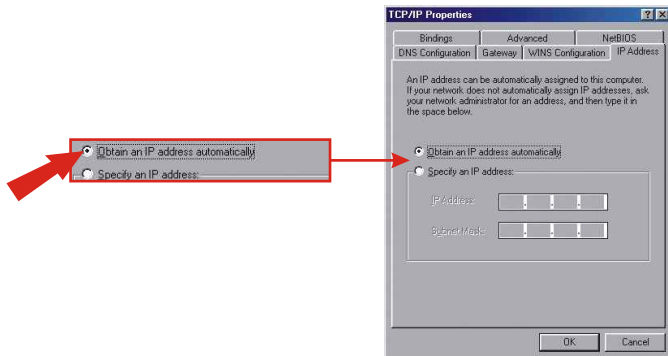 Obtain an IP address automatically
Specify an IP address:
TCP/IP Properties
Bindings Advanced NetBIOS
DNS Configuration Gateway WINS Configuration IP Address
An IP address can be automatically assigned to this computer.
If your network does not automatically assign IP addresses, ask
your network administrator for an address, and then type it in
the space below.
Obtain an IP address automatically
Specify an IP address:
IP Address:
Subnet Mask:
OK Cancel